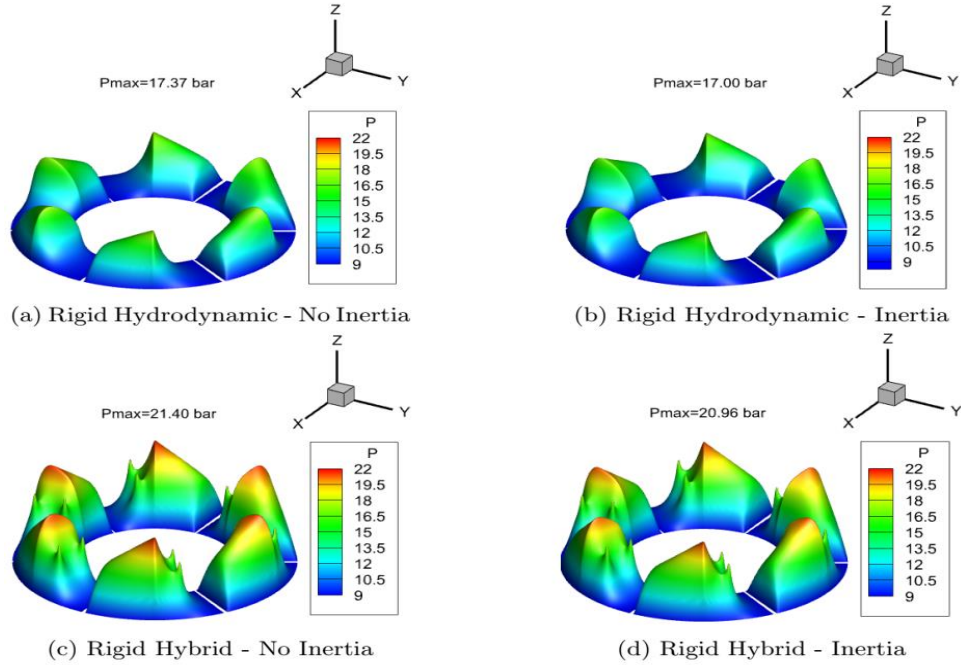 Z
Y
X
Pmax=17.37 bar
P
22
19.5
18
16.5
15
13.5
12
10.5
9
(a) Rigid Hydrodynamic - No Inertia
Z
Y
X
Pmax=17.00 bar
P
22
19.5
18
16.5
15
13.5
12
10.5
9
(b) Rigid Hydrodynamic - Inertia
Z
Y
X
Pmax=21.40 bar
P
22
19.5
18
16.5
15
13.5
12
10.5
9
(c) Rigid Hybrid - No Inertia
Z
Y
X
Pmax=20.96 bar
P
22
19.5
18
16.5
15
13.5
12
10.5
9
(d) Rigid Hybrid - Inertia